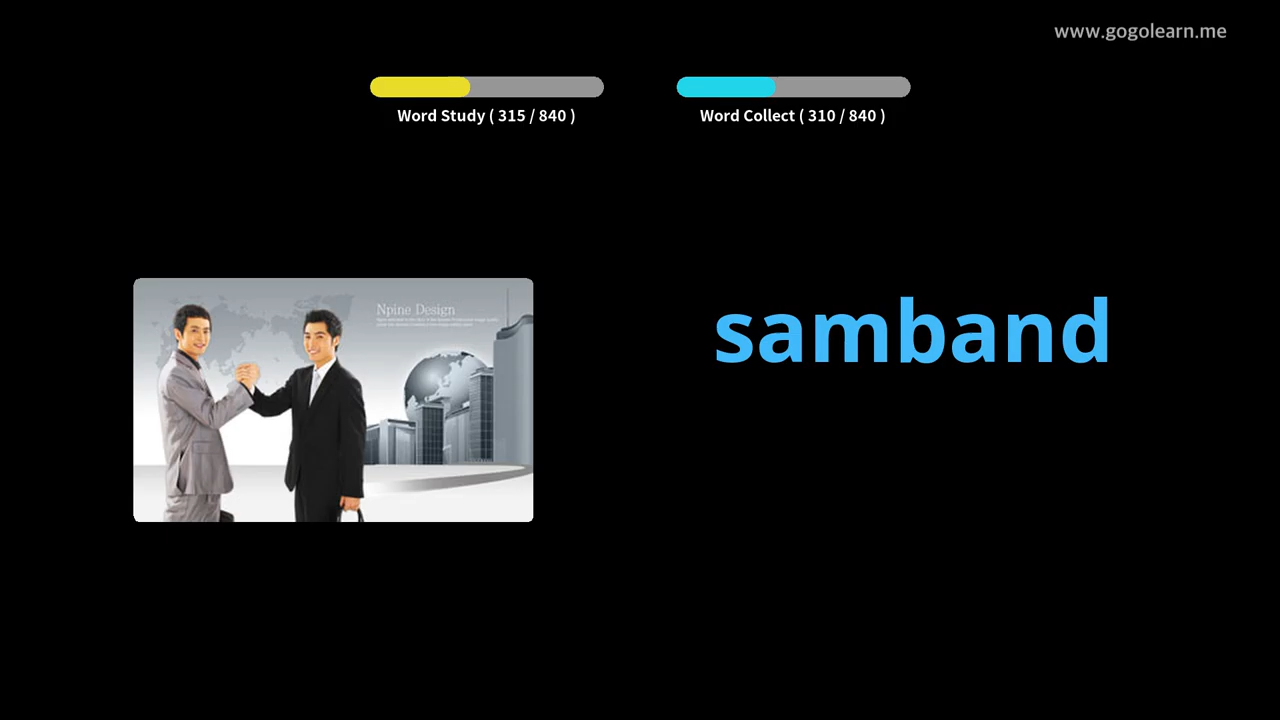 www.gogolearn.me
Word Study ( 315 / 840 )
Word Collect ( 310 / 840 )
Npine Design
samband